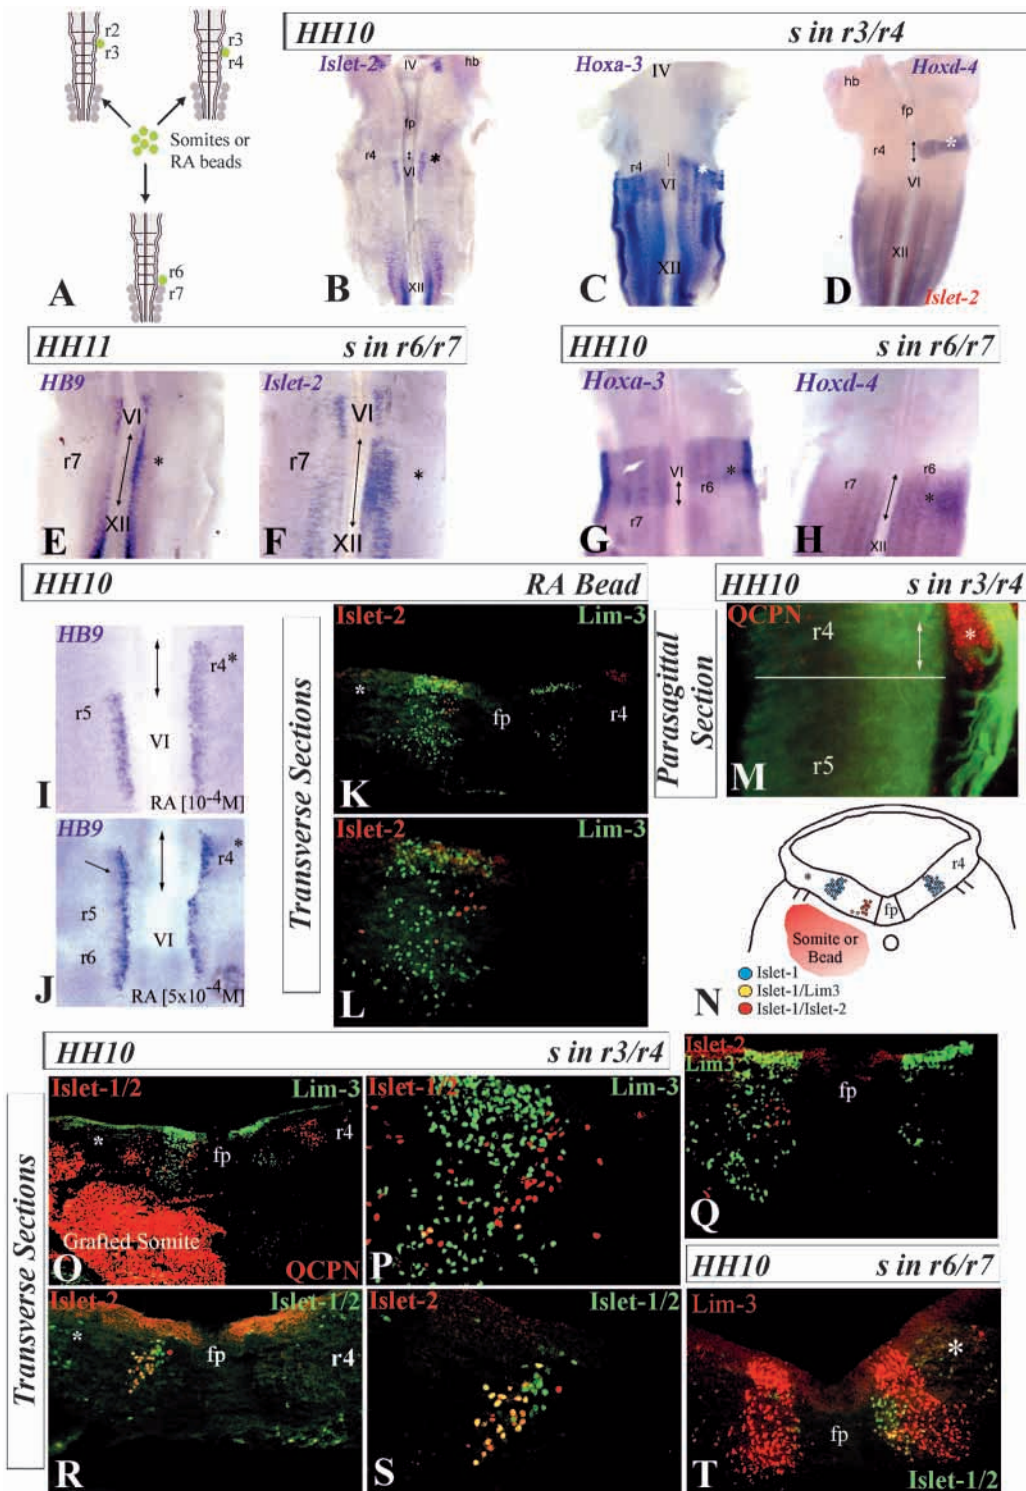 r2
r3
r3
r4
Somites or
RA beads
r6
r7
A
HH10 s in r3/r4
Islet-2
IV
hb
fp
r4
*
VI
XII
B
Hoxa-3
IV
r4
*
VI
XII
C
hb
Hoxd-4
fp
r4
*
VI
XII
D
Islet-2
HH11 s in r6/r7
HB9
VI
r7
*
XII
E
Islet-2
VI
r7
*
XII
F
HH10 s in r6/r7
Hoxa-3
VI
*
r6
r7
G
Hoxd-4
r6
r7
*
XII
H
HH10 RA Bead
HB9
r4*
r5
VI
I
RA [10-4M]
HB9
r4*
r5
VI
r6
J
RA [5x10-4M]
Transverse Sections
Islet-2 Lim-3
*
fp
r4
K
Islet-2 Lim-3
L
HH10 s in r3/r4
Parasagittal
Section
QCPN
r4
*
r5
M
r4
*
fp
Somite or
Bead
N
Islet-1
Islet-1/Lim3
Islet-1/Islet-2
HH10 s in r3/r4
Transverse Sections
Islet-1/2 Lim-3
*
r4
fp
Grafted Somite
O
QCPN
Islet-1/2 Lim-3
P
Islet-2
Lim3
fp
Q
Islet-2 Islet-1/2
*
fp
r4
R
Islet-2 Islet-1/2
S
HH10 s in r6/r7
Lim-3
*
fp
T
Islet-1/2